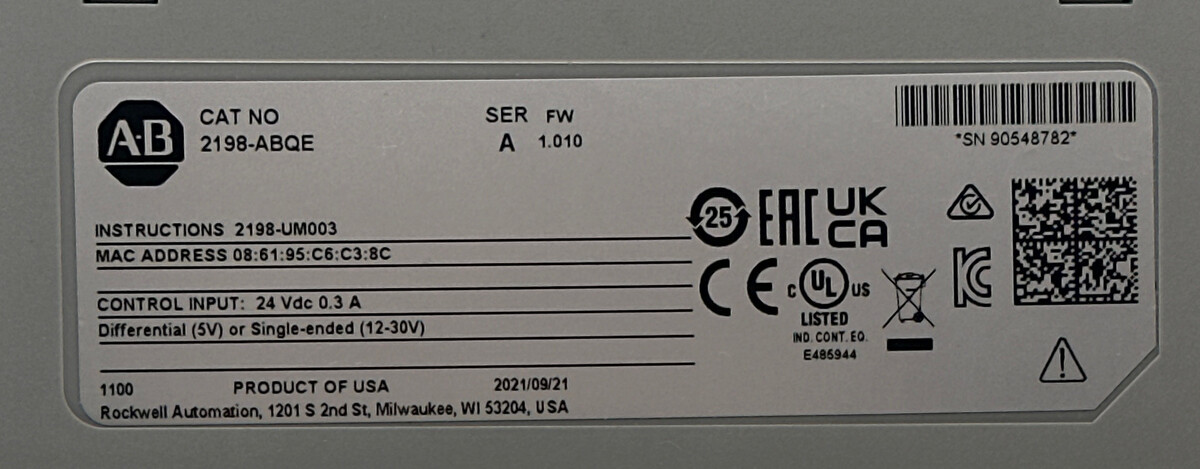 A·B
CAT NO
2198-ABQE
SER FW
A 1.010
*SN 90548782*
INSTRUCTIONS 2198-UM003
MAC ADDRESS 08:61:95:C6:C3:8C
CONTROL INPUT: 24 Vdc 0.3 A
Differential (5V) or Single-ended (12-30V)
1100 PRODUCT OF USA 2021/09/21
Rockwell Automation, 1201 S 2nd St, Milwaukee, WI 53204, USA
25 EAC UK CA
CE
C UL US
LISTED
IND. CONT. EQ.
E485944